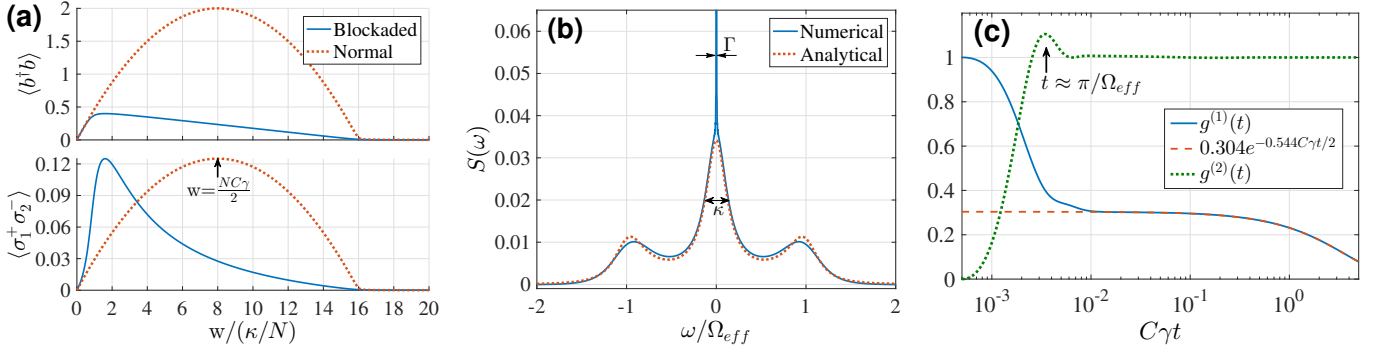 (a)
⟨b†b⟩
2
1.5
1
0.5
0
Blockaded
Normal
⟨σ₁⁺σ₂⁻⟩
0.12
0.09
0.06
0.03
0
w=NCγ/2
0 2 4 6 8 10 12 14 16 18 20
w/(κ/N)
(b)
S(ω)
0.06
0.05
0.04
0.03
0.02
0.01
0
Numerical
Analytical
Γ
κ
-2 -1 0 1 2
ω/Ω_eff
(c)
1
0.8
0.6
0.4
0.2
0
t ≈ π/Ω_eff
g⁽¹⁾(t)
0.304e^{-0.544Cγt/2}
g⁽²⁾(t)
10⁻³ 10⁻² 10⁻¹ 10⁰
Cγt